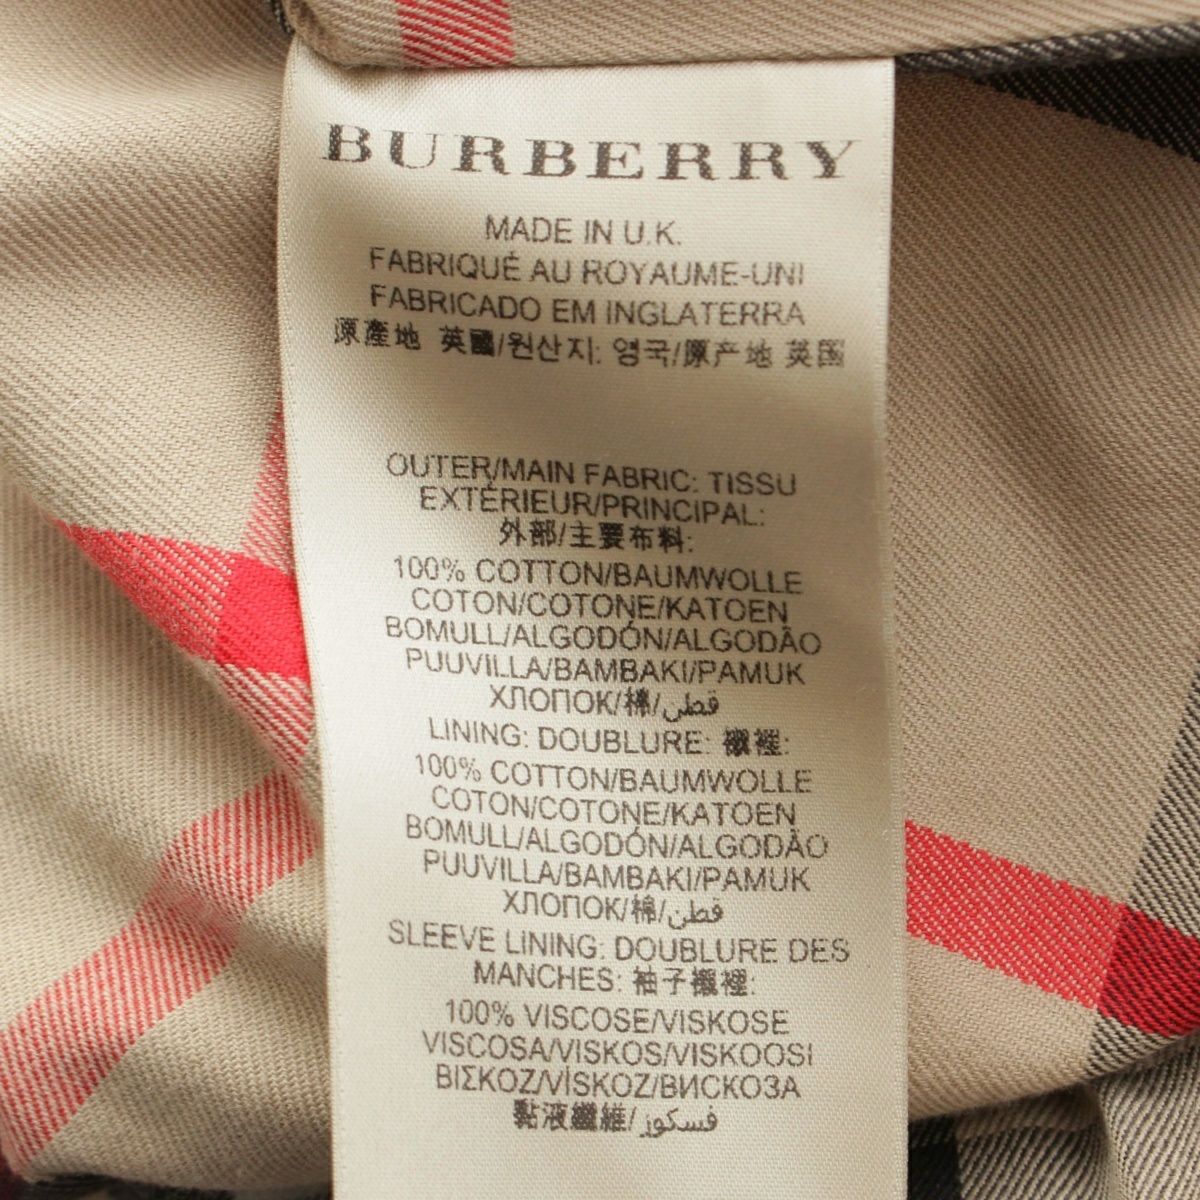 BURBERRY
MADE IN U.K.
FABRIQUÉ AU ROYAUME-UNI
FABRICADO EM INGLATERRA
原產地 英國/원산지: 영국/原产地 英国
OUTER/MAIN FABRIC: TISSU
EXTÉRIEUR/PRINCIPAL:
外部/主要布料:
100% COTTON/BAUMWOLLE
COTON/COTONE/KATOEN
BOMULL/ALGODÓN/ALGODÃO
PUUVILLA/BAMBAKI/PAMUK
ХЛОПОК/棉/قطن
LINING: DOUBLURE: 襯裡:
100% COTTON/BAUMWOLLE
COTON/COTONE/KATOEN
BOMULL/ALGODÓN/ALGODÃO
PUUVILLA/BAMBAKI/PAMUK
ХЛОПОК/棉/قطن
SLEEVE LINING: DOUBLURE DES
MANCHES: 袖子襯裡:
100% VISCOSE/VISKOSE
VISCOSA/VISKOS/VISKOOSI
ΒΙΣΚΟΖ/VİSKOZ/ВИСКОЗА
黏液纖維/فسكوز